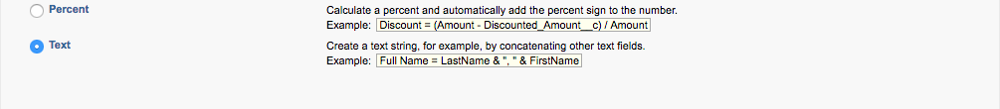 Percent
Calculate a percent and automatically add the percent sign to the number.
Example: Discount = (Amount - Discounted_Amount__c) / Amount
Text
Create a text string, for example, by concatenating other text fields.
Example: Full Name = LastName & ", " & FirstName